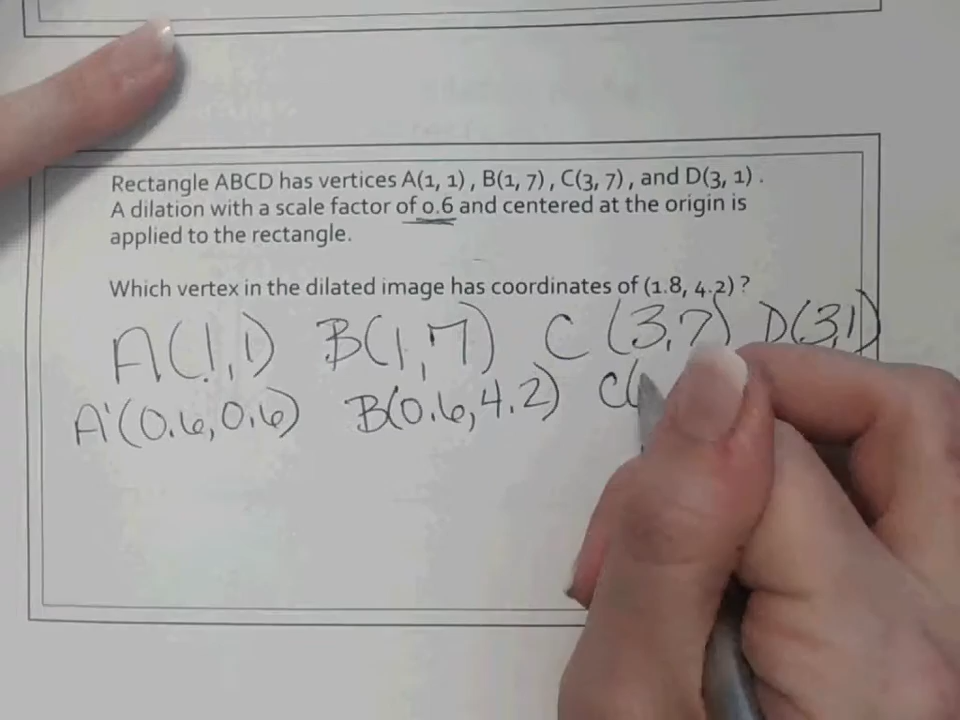 Rectangle ABCD has vertices A(1, 1) , B(1, 7) , C(3, 7) , and D(3, 1) .
A dilation with a scale factor of 0.6 and centered at the origin is
applied to the rectangle.
Which vertex in the dilated image has coordinates of (1.8, 4.2) ?
A(1,1) B(1,7) C(3,7) D(3,1)
A'(0.6,0.6) B(0.6,4.2) C(